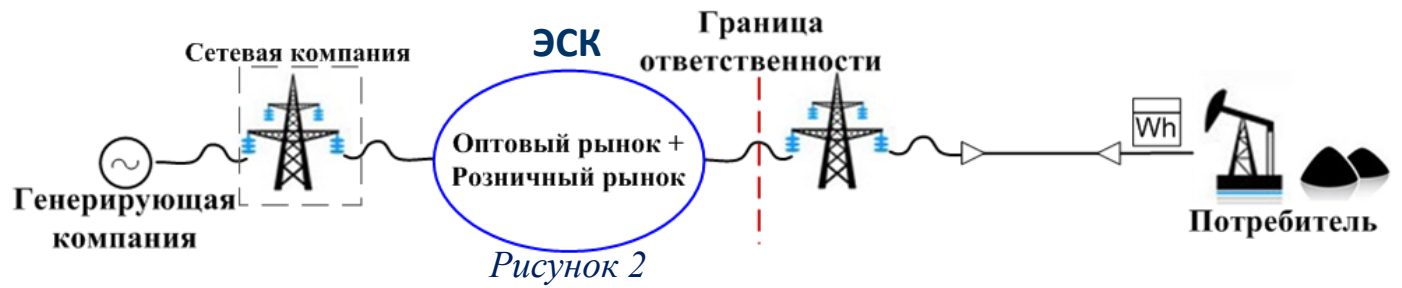 Сетевая компания
ЭСК
Граница
ответственности
Оптовый рынок +
Розничный рынок
Wh
Генерирующая
компания
Потребитель
Рисунок 2